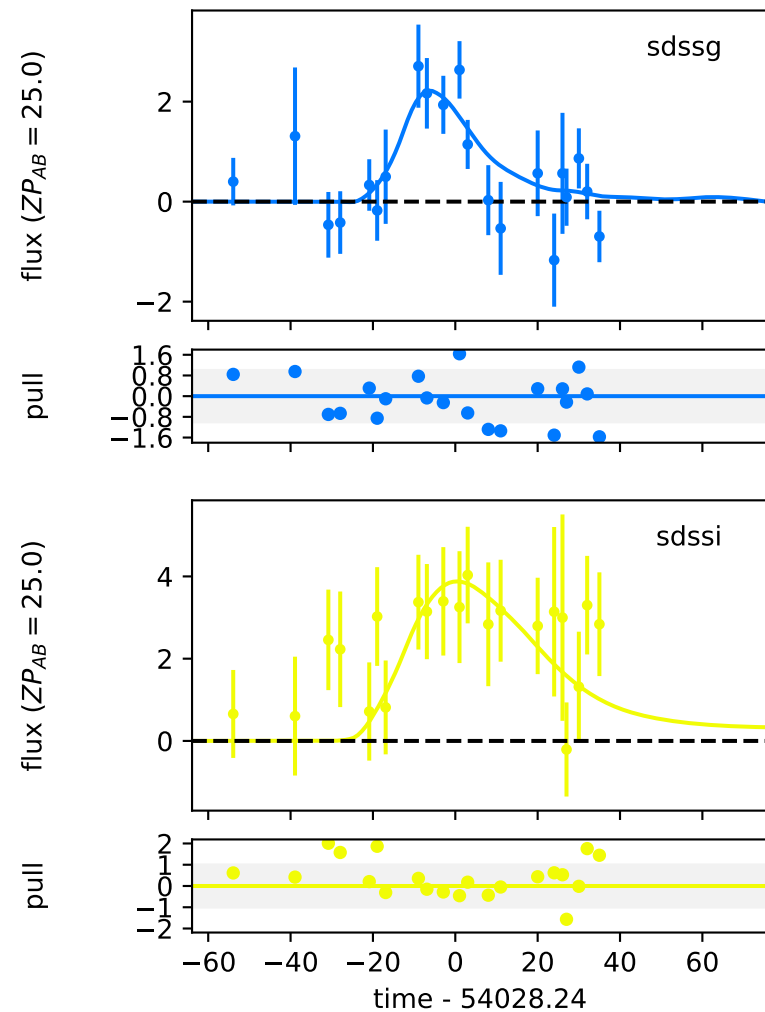 sdssg
flux (ZP_AB = 25.0)
2
0
−2
pull
1.6
0.8
0.0
−0.8
−1.6
sdssi
flux (ZP_AB = 25.0)
4
2
0
pull
2
1
0
−1
−2
−60 −40 −20 0 20 40 60
time - 54028.24